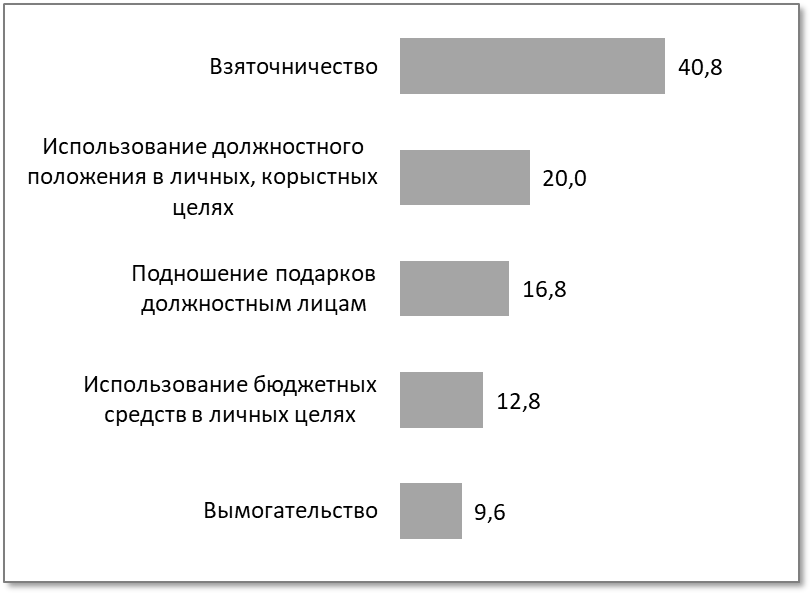 Взяточничество
40,8
Использование должностного
положения в личных, корыстных
целях
20,0
Подношение подарков
должностным лицам
16,8
Использование бюджетных
средств в личных целях
12,8
Вымогательство
9,6